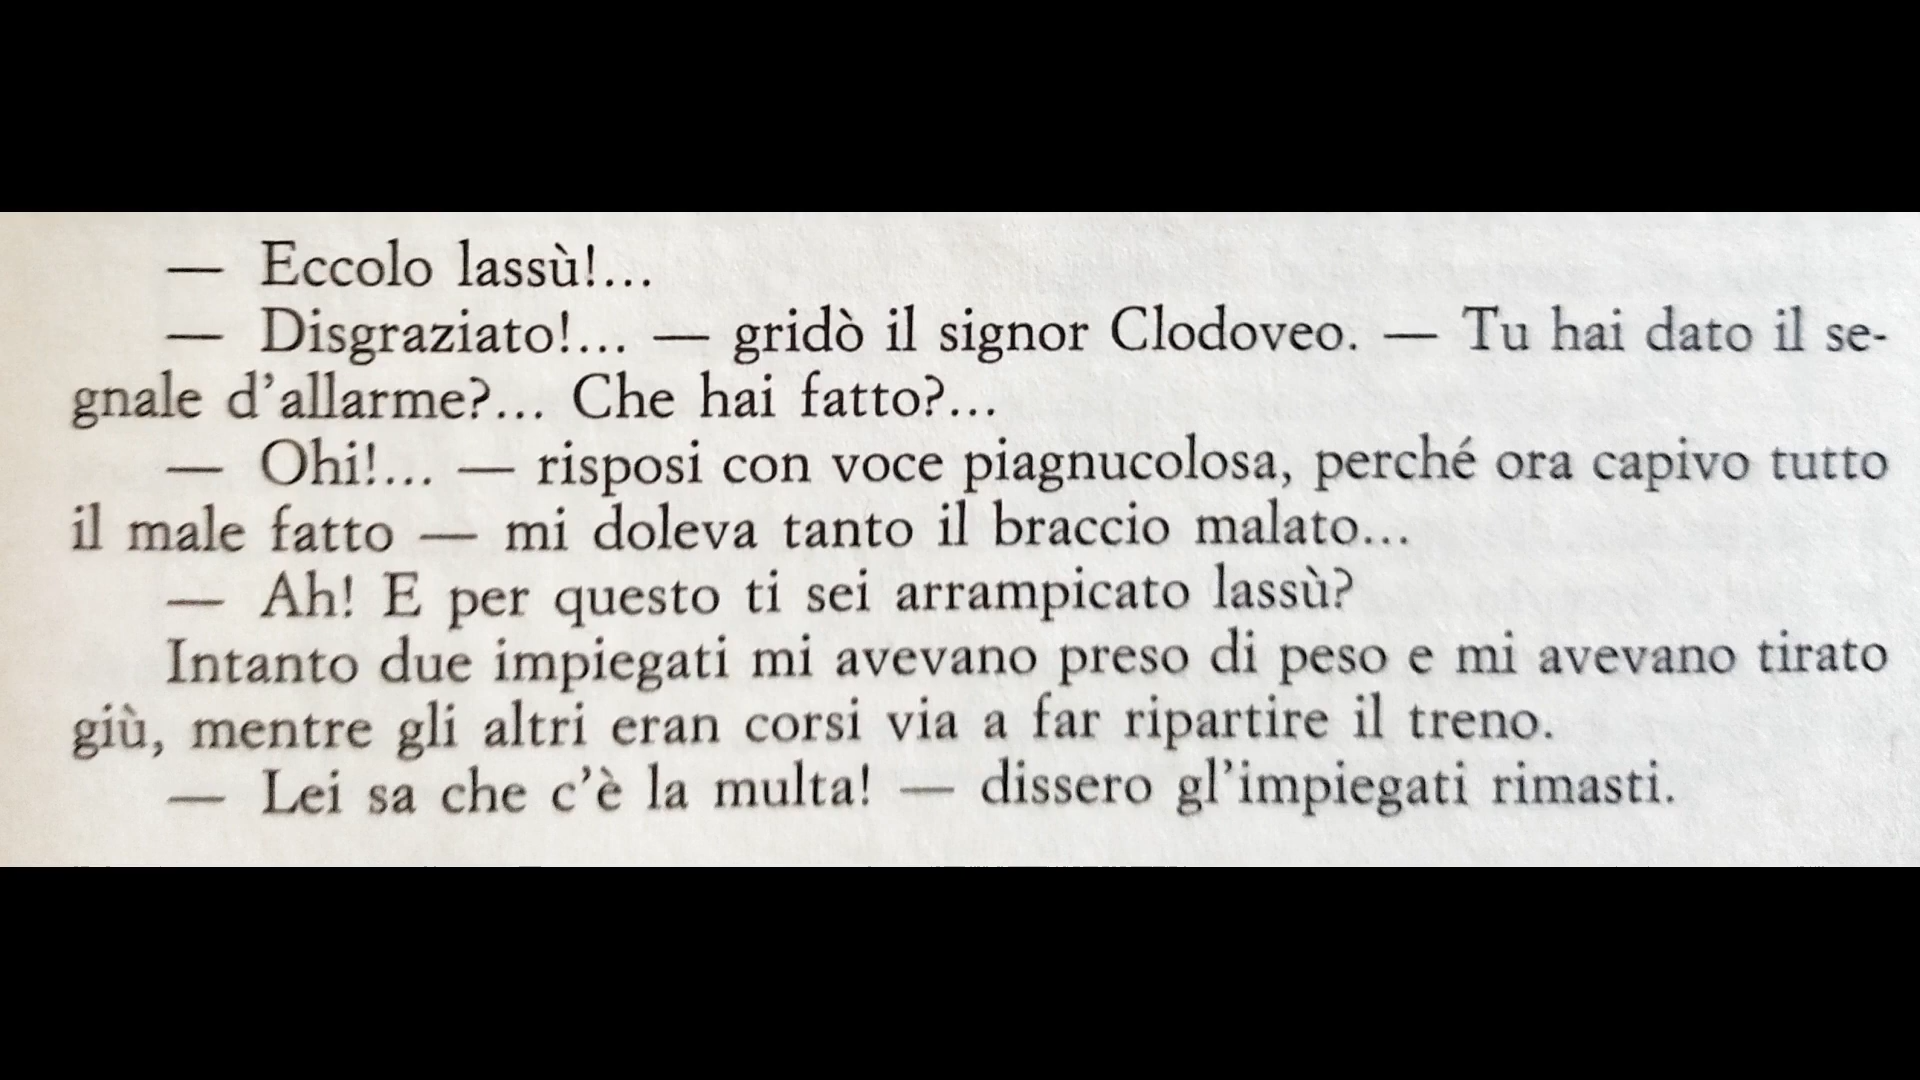 — Eccolo lassù!...
— Disgraziato!... — gridò il signor Clodoveo. — Tu hai dato il se-
gnale d’allarme?... Che hai fatto?...
— Ohi!... — risposi con voce piagnucolosa, perché ora capivo tutto
il male fatto — mi doleva tanto il braccio malato...
— Ah! E per questo ti sei arrampicato lassù?
Intanto due impiegati mi avevano preso di peso e mi avevano tirato
giù, mentre gli altri eran corsi via a far ripartire il treno.
— Lei sa che c’è la multa! — dissero gl’impiegati rimasti.